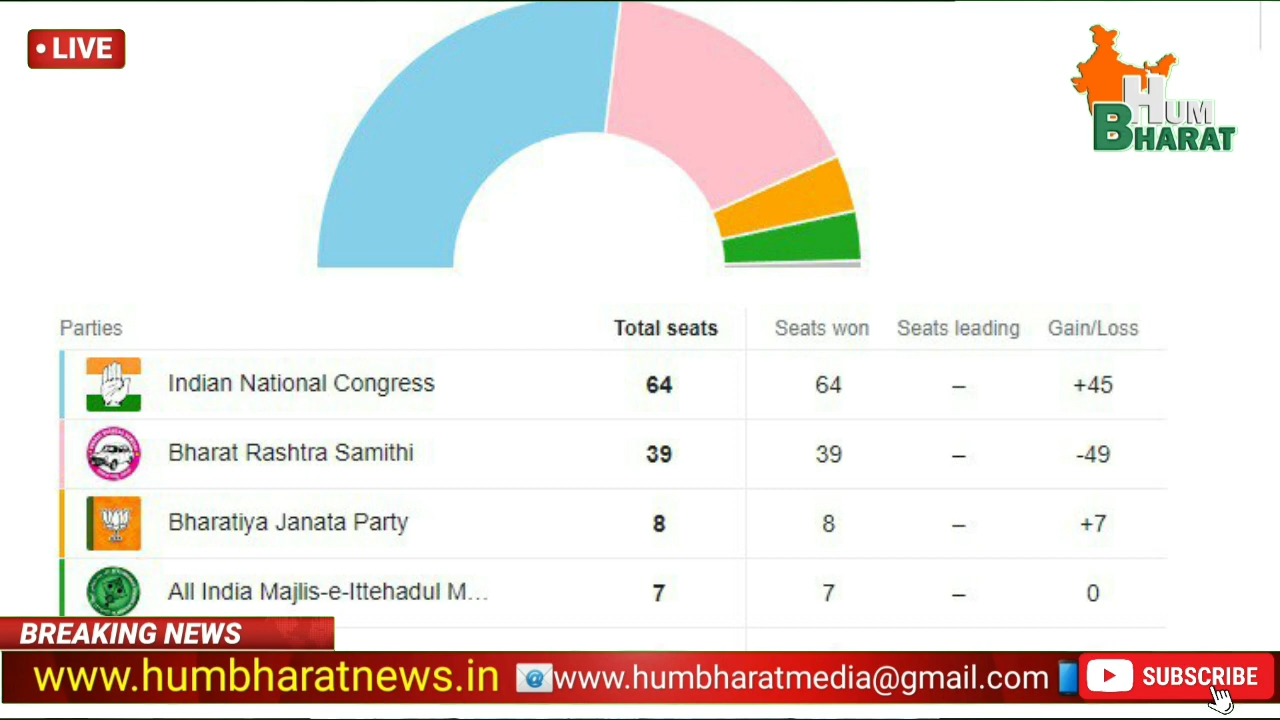 • LIVE
HUM
BHARAT
Parties Total seats Seats won Seats leading Gain/Loss
Indian National Congress 64 64 – +45
Bharat Rashtra Samithi 39 39 – -49
Bharatiya Janata Party 8 8 – +7
All India Majlis-e-Ittehadul M... 7 7 – 0
BREAKING NEWS
www.humbharatnews.in www.humbharatmedia@gmail.com SUBSCRIBE